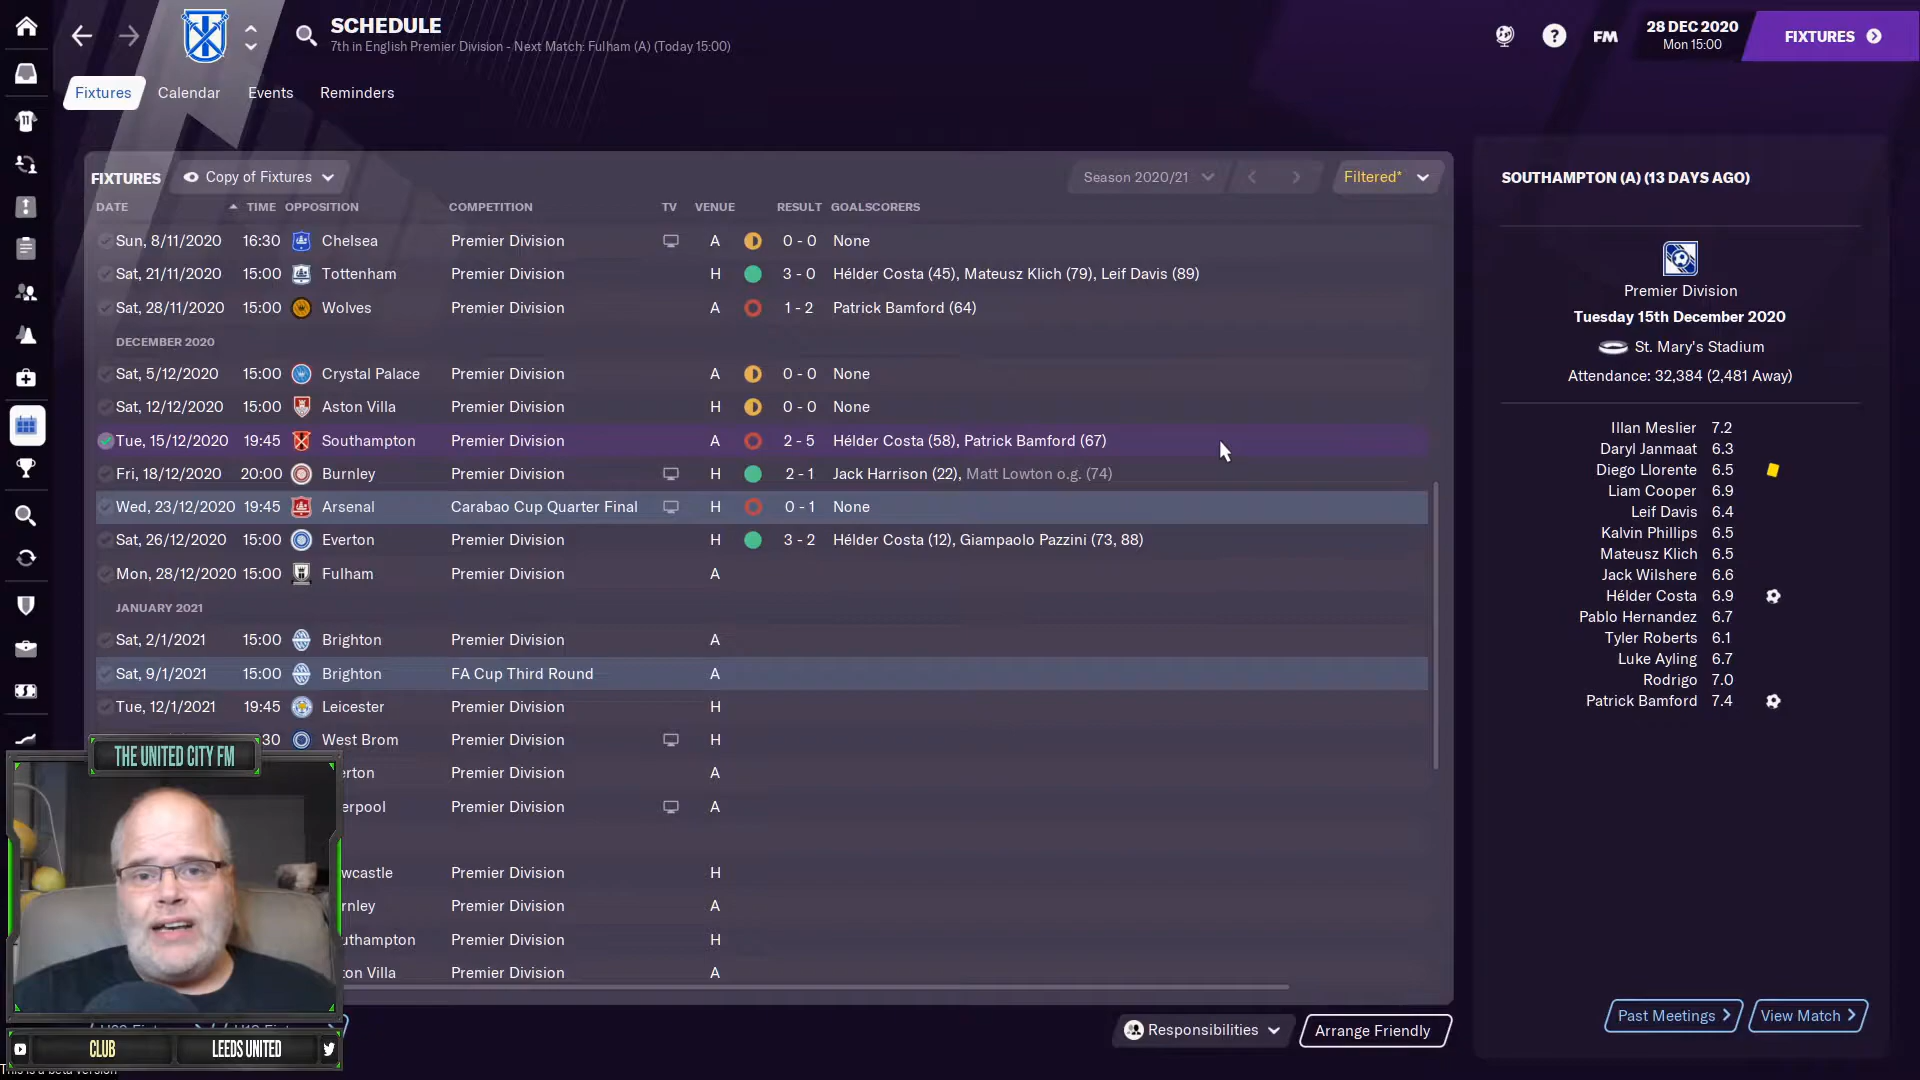 SCHEDULE
7th in English Premier Division - Next Match: Fulham (A) (Today 15:00)
FM
28 DEC 2020
Mon 15:00
FIXTURES
Fixtures Calendar Events Reminders
FIXTURES Copy of Fixtures Season 2020/21 Filtered*
DATE TIME OPPOSITION COMPETITION TV VENUE RESULT GOALSCORERS
Sun, 8/11/2020 16:30 Chelsea Premier Division A 0 - 0 None
Sat, 21/11/2020 15:00 Tottenham Premier Division H 3 - 0 Hélder Costa (45), Mateusz Klich (79), Leif Davis (89)
Sat, 28/11/2020 15:00 Wolves Premier Division A 1 - 2 Patrick Bamford (64)
DECEMBER 2020
Sat, 5/12/2020 15:00 Crystal Palace Premier Division A 0 - 0 None
Sat, 12/12/2020 15:00 Aston Villa Premier Division H 0 - 0 None
Tue, 15/12/2020 19:45 Southampton Premier Division A 2 - 5 Hélder Costa (58), Patrick Bamford (67)
Fri, 18/12/2020 20:00 Burnley Premier Division H 2 - 1 Jack Harrison (22), Matt Lowton o.g. (74)
Wed, 23/12/2020 19:45 Arsenal Carabao Cup Quarter Final H 0 - 1 None
Sat, 26/12/2020 15:00 Everton Premier Division H 3 - 2 Hélder Costa (12), Giampaolo Pazzini (73, 88)
Mon, 28/12/2020 15:00 Fulham Premier Division A
JANUARY 2021
Sat, 2/1/2021 15:00 Brighton Premier Division A
Sat, 9/1/2021 15:00 Brighton FA Cup Third Round A
Tue, 12/1/2021 19:45 Leicester Premier Division H
30 West Brom Premier Division H
erton Premier Division A
erpool Premier Division A
wcastle Premier Division H
rnley Premier Division A
uthampton Premier Division H
ton Villa Premier Division A
Responsibilities Arrange Friendly
SOUTHAMPTON (A) (13 DAYS AGO)
Premier Division
Tuesday 15th December 2020
St. Mary's Stadium
Attendance: 32,384 (2,481 Away)
Illan Meslier 7.2
Daryl Janmaat 6.3
Diego Llorente 6.5
Liam Cooper 6.9
Leif Davis 6.4
Kalvin Phillips 6.5
Mateusz Klich 6.5
Jack Wilshere 6.6
Hélder Costa 6.9
Pablo Hernandez 6.7
Tyler Roberts 6.1
Luke Ayling 6.7
Rodrigo 7.0
Patrick Bamford 7.4
Past Meetings View Match
THE UNITED CITY FM
CLUB LEEDS UNITED